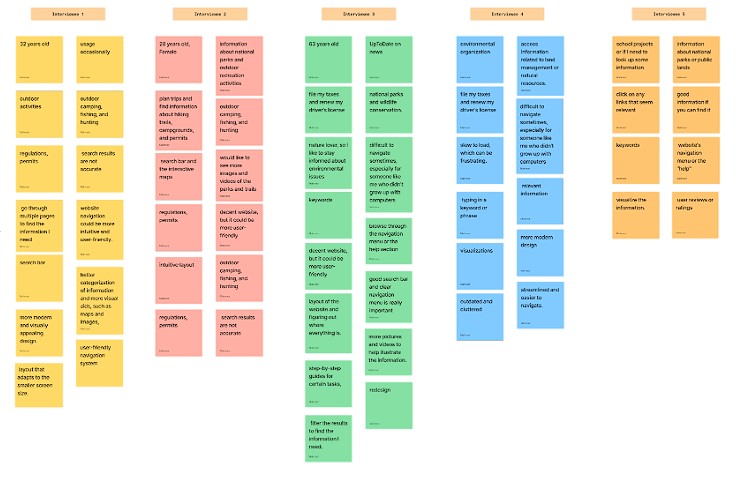 Interviewee 1
32 years old
usage
occasionally
outdoor
activities
outdoor
camping,
fishing, and
hunting
regulations,
permits
search results
are not
accurate
go through
multiple pages
to find the
information I
need
website
navigation
could be more
intuitive and
user-friendly.
search bar
better
categorization
of information
and more visual
aids, such as
maps and
images,
more modern
and visually
appealing
design.
user-friendly
navigation
system
layout that
adapts to the
smaller screen
size.
Interviewee 2
28 years old,
Female
information
about national
parks and
outdoor
recreation
activities
plan trips and
find information
about hiking
trails,
campgrounds,
and permits
outdoor
camping,
fishing, and
hunting
search bar and
the interactive
maps
would like to
see more
images and
videos of the
parks and trails
regulations,
permits
decent website,
but it could be
more user-
friendly
intuitive layout
outdoor
camping,
fishing, and
hunting
regulations,
permits
search results
are not
accurate
Interviewee 3
63 years old
UpToDate on
news
file my taxes
and renew my
driver's license
national parks
and wildlife
conservation.
nature lover, so I
like to stay
informed about
environmental
issues
difficult to
navigate
sometimes,
especially for
someone like
me who didn't
grow up with
computers
keywords
browse through
the navigation
menu or the
help section
decent website,
but it could be
more user-
friendly
good search bar
and clear
navigation
menu is really
important
layout of the
website and
figuring out
where
everything is.
more pictures
and videos to
help illustrate
the information.
step-by-step
guides for
certain tasks,
redesign
filter the results
to find the
information I
need.
Interviewee 4
environmental
organization
access
information
related to land
management or
natural
resources.
file my taxes
and renew my
driver's license
difficult to
navigate
sometimes,
especially for
someone like
me who didn't
grow up with
computers
slow to load,
which can be
frustrating.
relevant
information
typing in a
keyword or
phrase
more modern
design
visualizations
streamlined and
easier to
navigate.
outdated and
cluttered
Interviewee 5
school projects
or if I need to
look up some
information
information
about national
parks or public
lands
click on any
links that seem
relevant
good
information if
you can find it
keywords
website's
navigation
menu or the
"help"
visualize the
information.
user reviews or
ratings